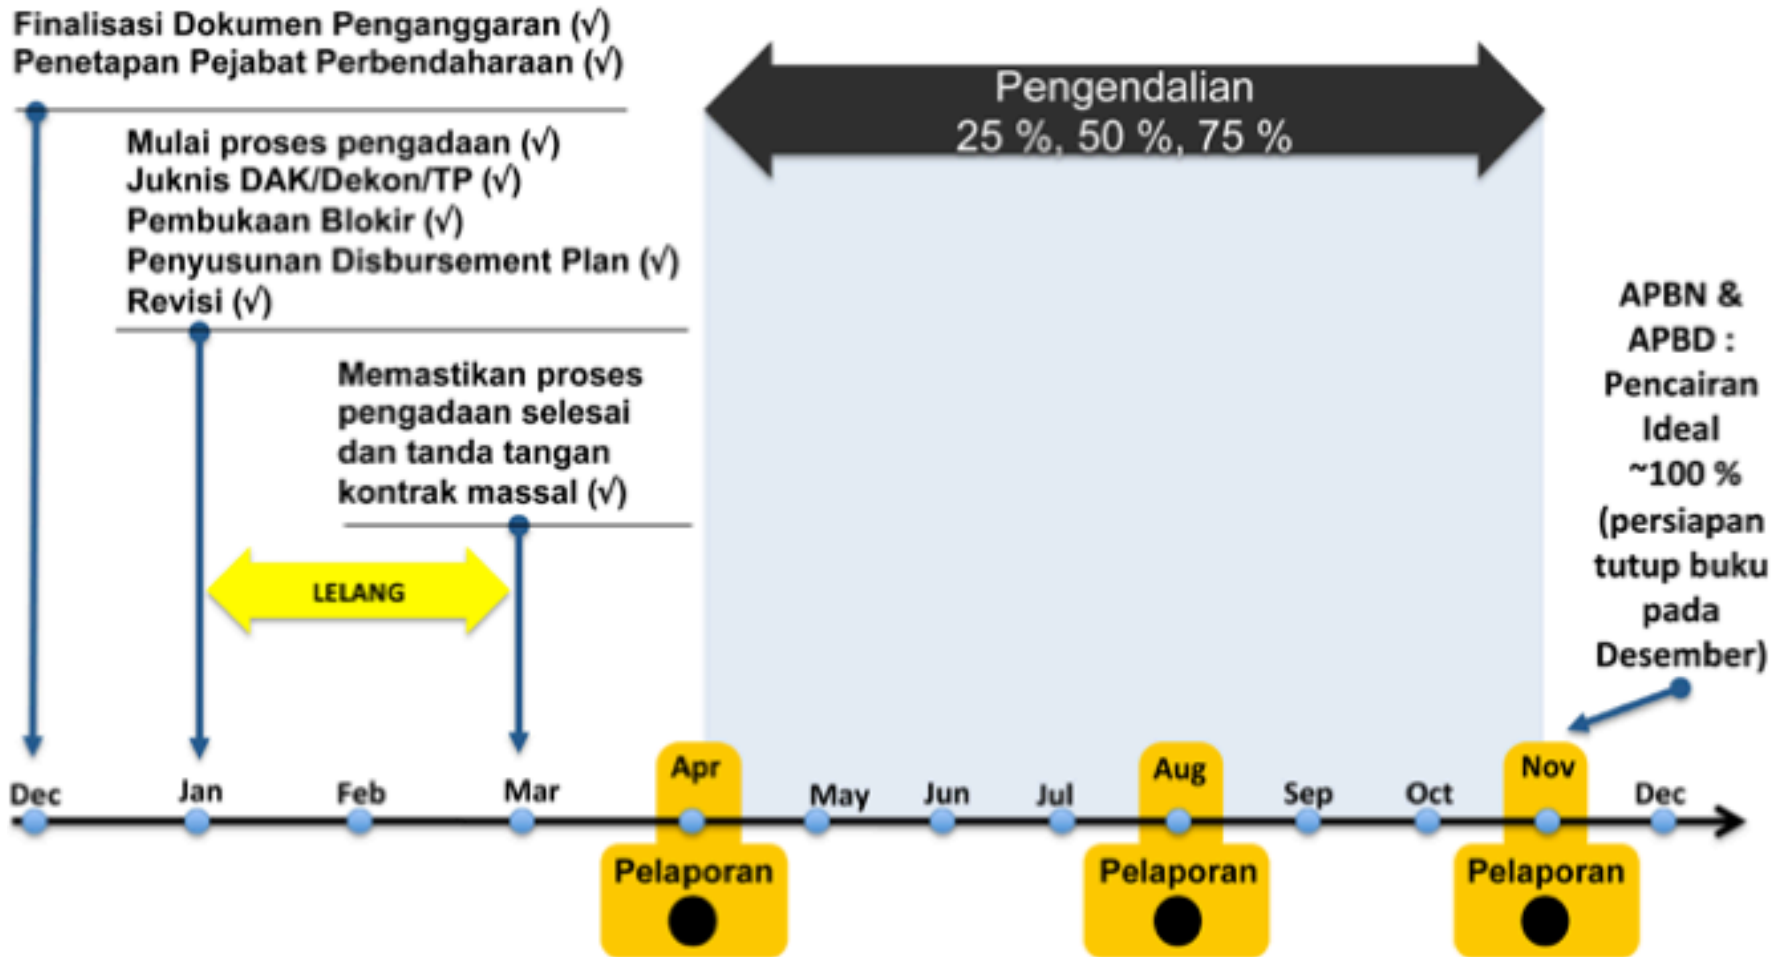 Finalisasi Dokumen Penganggaran (√)
Penetapan Pejabat Perbendaharaan (√)
Mulai proses pengadaan (√)
Juknis DAK/Dekon/TP (√)
Pembukaan Blokir (√)
Penyusunan Disbursement Plan (√)
Revisi (√)
Memastikan proses
pengadaan selesai
dan tanda tangan
kontrak massal (√)
LELANG
Pengendalian
25 %, 50 %, 75 %
APBN &
APBD :
Pencairan
Ideal
~100 %
(persiapan
tutup buku
pada
Desember)
Dec
Jan
Feb
Mar
Apr
May
Jun
Jul
Aug
Sep
Oct
Nov
Dec
Pelaporan
Pelaporan
Pelaporan